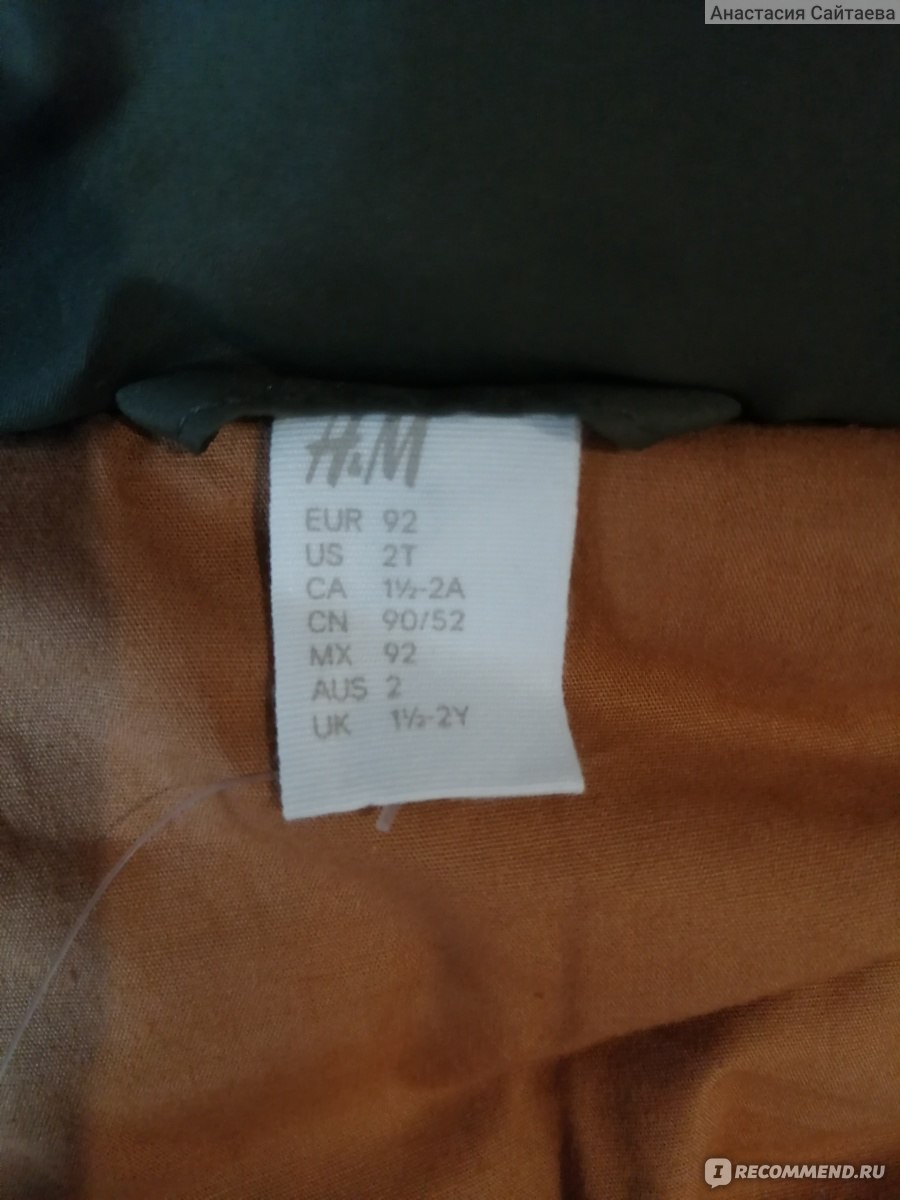 Анастасия Сайтаева
H&M
EUR 92
US 2T
CA 1½-2A
CN 90/52
MX 92
AUS 2
UK 1½-2Y
IRECOMMEND.RU